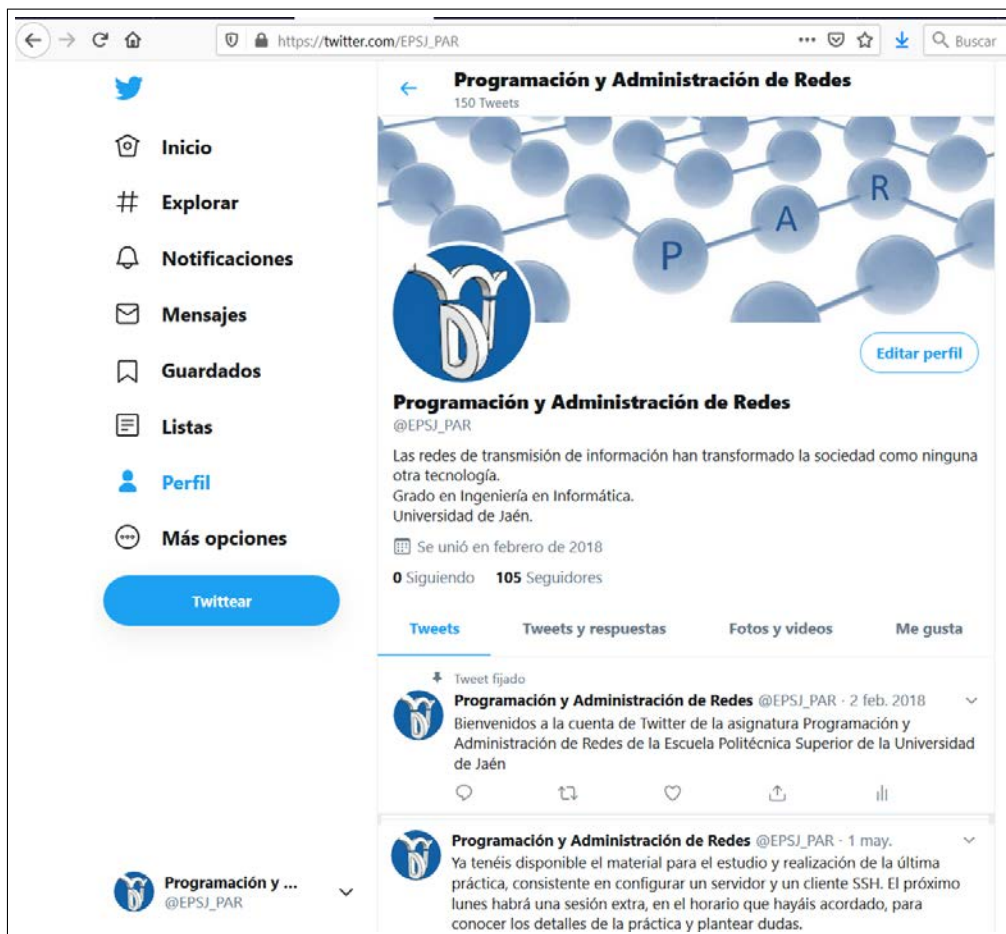 https://twitter.com/EPSJ_PAR
Buscar
Programación y Administración de Redes
150 Tweets
Inicio
Explorar
Notificaciones
Mensajes
Guardados
Listas
Perfil
Más opciones
Twittear
Programación y ...
@EPSJ_PAR
P A R
Editar perfil
Programación y Administración de Redes
@EPSJ_PAR
Las redes de transmisión de información han transformado la sociedad como ninguna
otra tecnología.
Grado en Ingeniería en Informática.
Universidad de Jaén.
Se unió en febrero de 2018
0 Siguiendo 105 Seguidores
Tweets Tweets y respuestas Fotos y videos Me gusta
Tweet fijado
Programación y Administración de Redes @EPSJ_PAR · 2 feb. 2018
Bienvenidos a la cuenta de Twitter de la asignatura Programación y
Administración de Redes de la Escuela Politécnica Superior de la Universidad
de Jaén
Programación y Administración de Redes @EPSJ_PAR · 1 may.
Ya tenéis disponible el material para el estudio y realización de la última
práctica, consistente en configurar un servidor y un cliente SSH. El próximo
lunes habrá una sesión extra, en el horario que hayáis acordado, para
conocer los detalles de la práctica y plantear dudas.